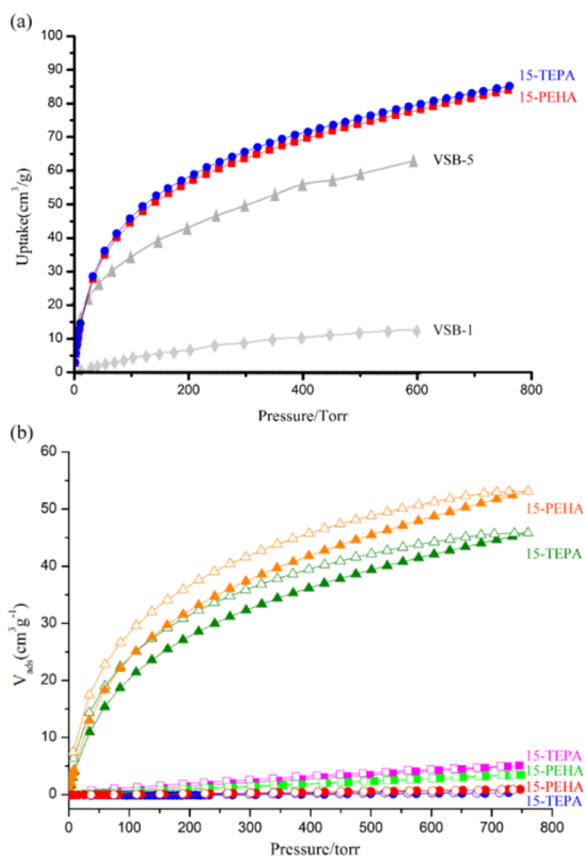 (a)
90
80
70
60
50
40
30
20
10
0
Uptake(cm³/g)
15-TEPA
15-PEHA
VSB-5
VSB-1
0
200
400
600
800
Pressure/Torr
(b)
60
50
40
30
20
10
0
V_ads(cm³g⁻¹)
15-PEHA
15-TEPA
15-TEPA
15-PEHA
15-PEHA
15-TEPA
0
100
200
300
400
500
600
700
800
Pressure/torr